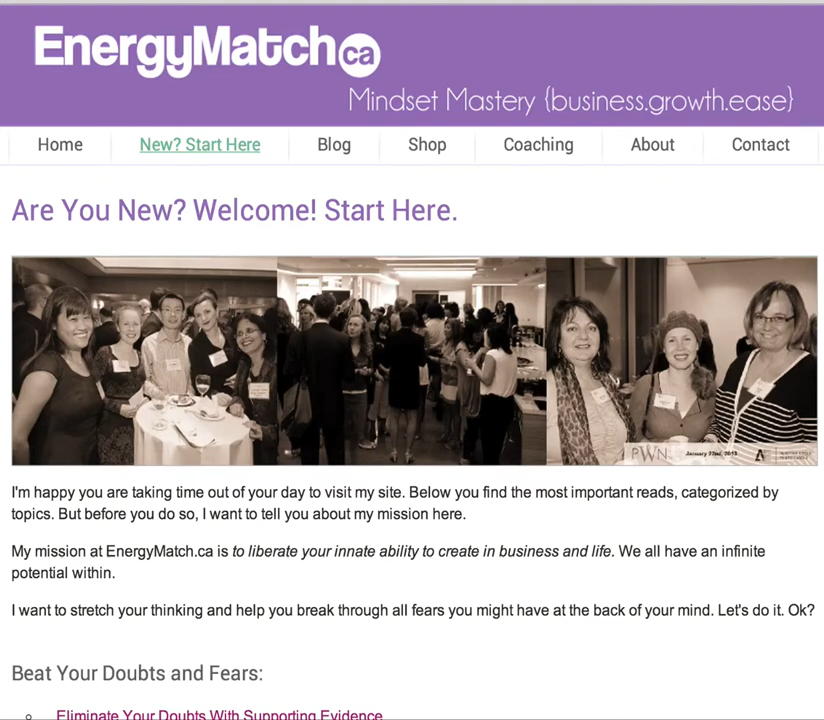 EnergyMatch.ca
Mindset Mastery {business.growth.ease}
Home New? Start Here Blog Shop Coaching About Contact
Are You New? Welcome! Start Here.
PWN January 22nd, 2013
I'm happy you are taking time out of your day to visit my site. Below you find the most important reads, categorized by
topics. But before you do so, I want to tell you about my mission here.
My mission at EnergyMatch.ca is to liberate your innate ability to create in business and life. We all have an infinite
potential within.
I want to stretch your thinking and help you break through all fears you might have at the back of your mind. Let's do it. Ok?
Beat Your Doubts and Fears:
Eliminate Your Doubts With Supporting Evidence